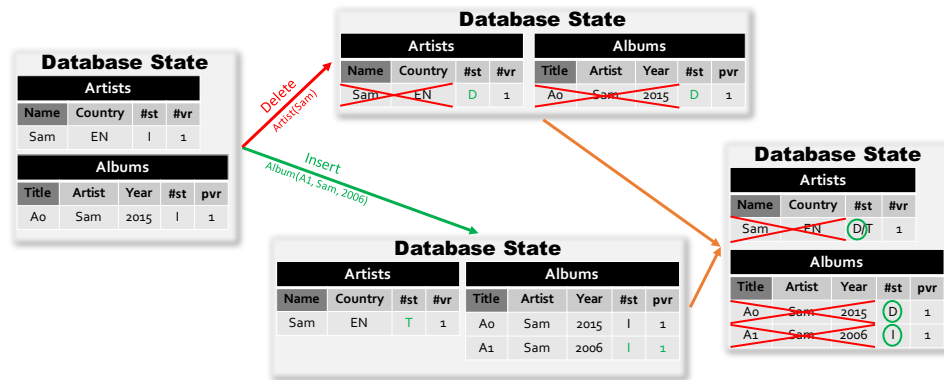 Database State
Artists
Name Country #st #vr
Sam EN I 1
Albums
Title Artist Year #st pvr
A0 Sam 2015 I 1
Delete
Artist(Sam)
Insert
Album(A1, Sam, 2006)
Database State
Artists
Name Country #st #vr
Sam EN D 1
Albums
Title Artist Year #st pvr
A0 Sam 2015 D 1
Database State
Artists
Name Country #st #vr
Sam EN T 1
Albums
Title Artist Year #st pvr
A0 Sam 2015 I 1
A1 Sam 2006 I 1
Database State
Artists
Name Country #st #vr
Sam EN D/T 1
Albums
Title Artist Year #st pvr
A0 Sam 2015 D 1
A1 Sam 2006 I 1